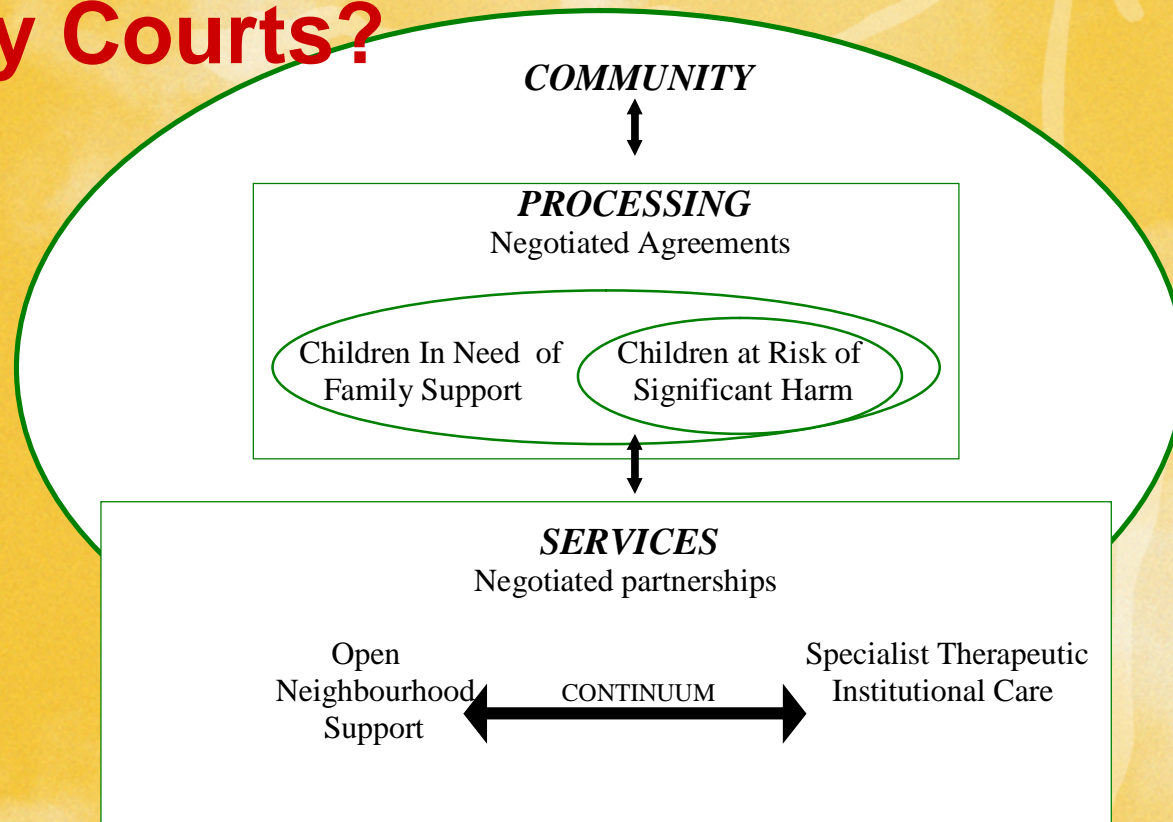 y Courts?
COMMUNITY
PROCESSING
Negotiated Agreements
Children In Need of
Family Support
Children at Risk of
Significant Harm
SERVICES
Negotiated partnerships
Open
Neighbourhood
Support
CONTINUUM
Specialist Therapeutic
Institutional Care